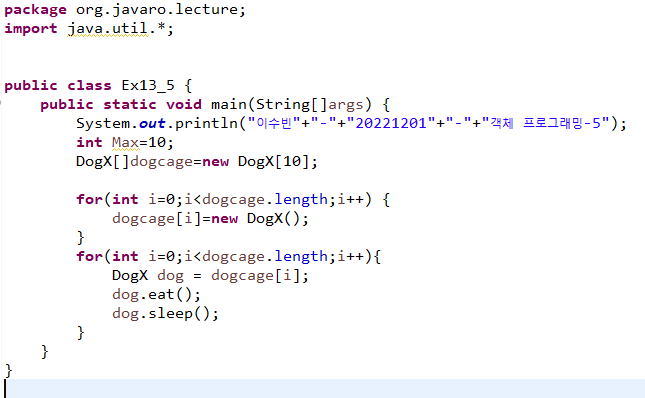 package org.javaro.lecture;
import java.util.*;
public class Ex13_5 {
public static void main(String[]args) {
System.out.println("이수빈"+"-"+"20221201"+"-"+"객체 프로그래밍-5");
int Max=10;
DogX[]dogcage=new DogX[10];
for(int i=0;i<dogcage.length;i++) {
dogcage[i]=new DogX();
}
for(int i=0;i<dogcage.length;i++){
DogX dog = dogcage[i];
dog.eat();
dog.sleep();
}
}
}